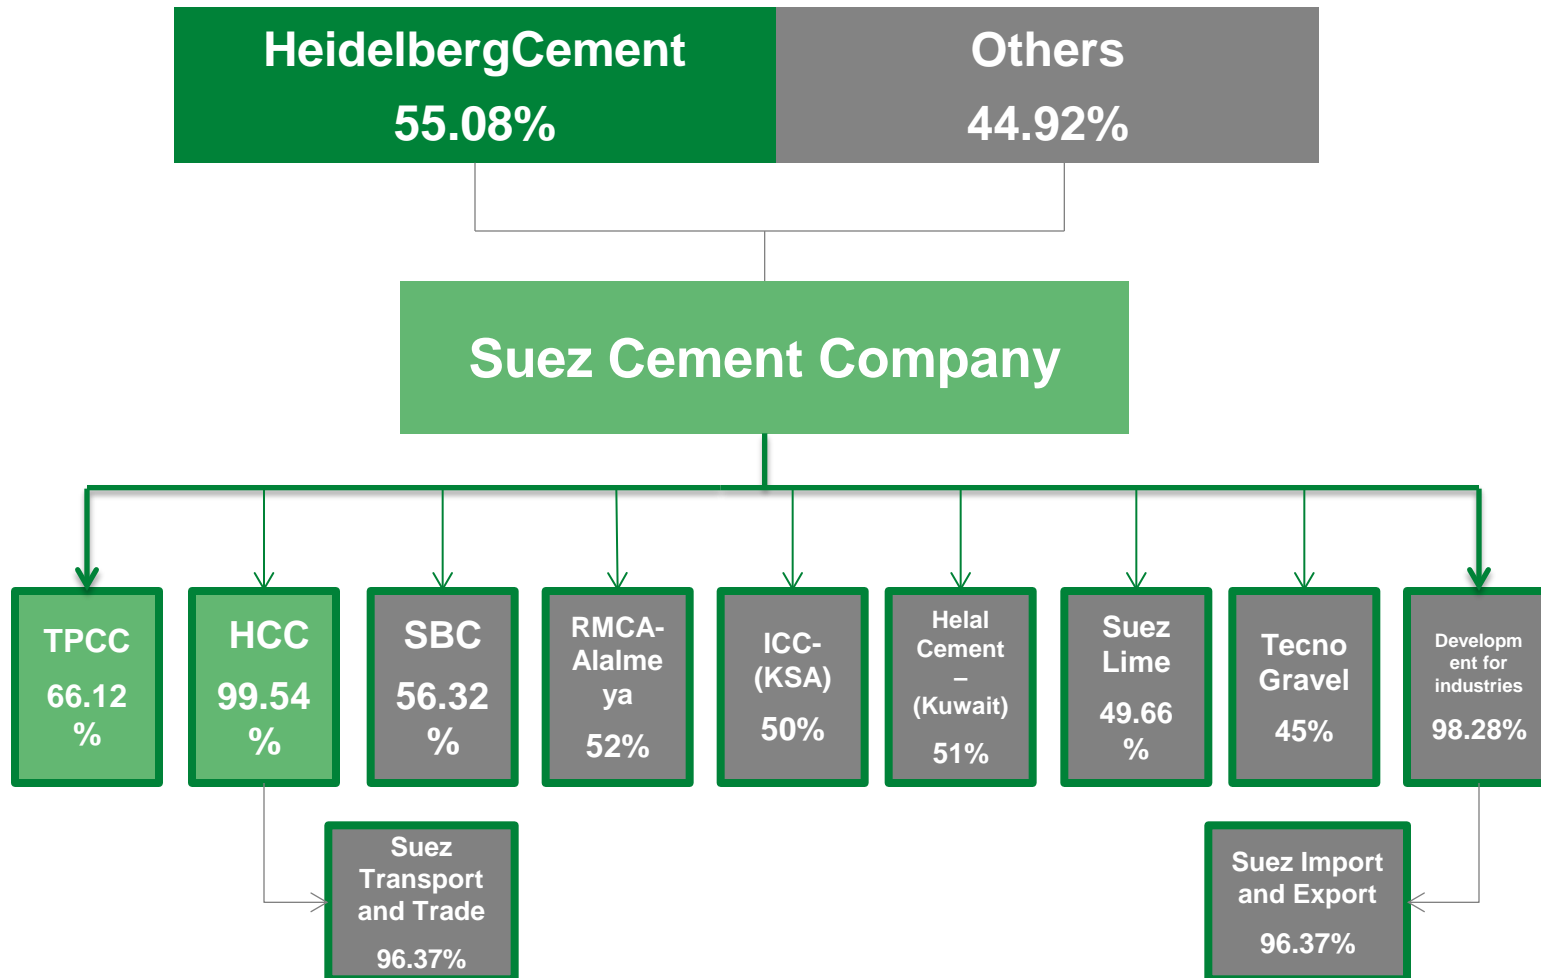 HeidelbergCement
55.08%
Others
44.92%
Suez Cement Company
TPCC
66.12
%
HCC
99.54
%
SBC
56.32
%
RMCA-
Alalme
ya
52%
ICC-
(KSA)
50%
Helal
Cement
–
(Kuwait)
51%
Suez
Lime
49.66
%
Tecno
Gravel
45%
Developm
ent for
industries
98.28%
Suez
Transport
and Trade
96.37%
Suez Import
and Export
96.37%